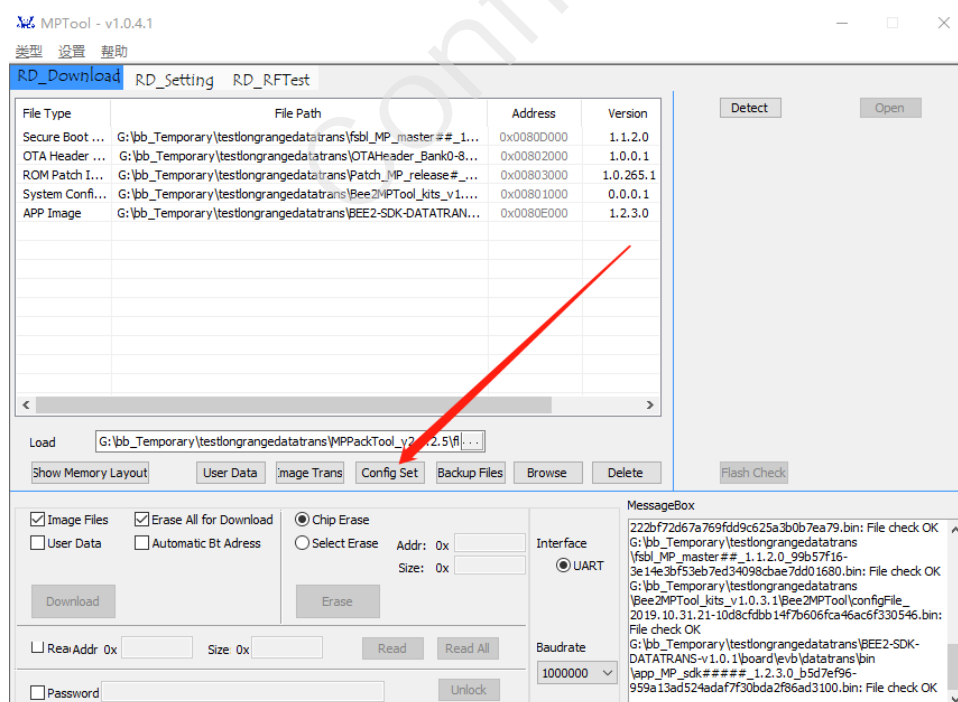 MPTool - v1.0.4.1
类型 设置 帮助
RD_Download RD_Setting RD_RFTest
File Type File Path Address Version
Secure Boot ... G:\bb_Temporary\testlongrangedatatrans\fsbl_MP_master##_1... 0x0080D000 1.1.2.0
OTA Header ... G:\bb_Temporary\testlongrangedatatrans\OTAHeader_Bank0-8... 0x00802000 1.0.0.1
ROM Patch I... G:\bb_Temporary\testlongrangedatatrans\Patch_MP_release#_... 0x00803000 1.0.265.1
System Confi... G:\bb_Temporary\testlongrangedatatrans\Bee2MPTool_kits_v1.... 0x00801000 0.0.0.1
APP Image G:\bb_Temporary\testlongrangedatatrans\BEE2-SDK-DATATRAN... 0x0080E000 1.2.3.0
Detect Open
Load G:\bb_Temporary\testlongrangedatatrans\MPPackTool_v2 .2.5\fl ...
Show Memory Layout User Data Image Trans Config Set Backup Files Browse Delete Flash Check
Image Files Erase All for Download Chip Erase
User Data Automatic Bt Adress Select Erase Addr: 0x
Size: 0x
Download Erase
Interface
UART
Rea Addr 0x Size 0x Read Read All
Baudrate
1000000
Password Unlock
MessageBox
222bf72d67a769fdd9c625a3b0b7ea79.bin: File check OK
G:\bb_Temporary\testlongrangedatatrans
\fsbl_MP_master##_1.1.2.0_99b57f16-
3e14e3bf53eb7ed34098cbae7dd01680.bin: File check OK
G:\bb_Temporary\testlongrangedatatrans
\Bee2MPTool_kits_v1.0.3.1\Bee2MPTool\configFile_
2019.10.31.21-10d8cfdbb14f7b606fca46ac6f330546.bin:
File check OK
G:\bb_Temporary\testlongrangedatatrans\BEE2-SDK-
DATATRANS-v1.0.1\board\evb\datatrans\bin
\app_MP_sdk#####_1.2.3.0_b5d7ef96-
959a13ad524adaf7f30bda2f86ad3100.bin: File check OK